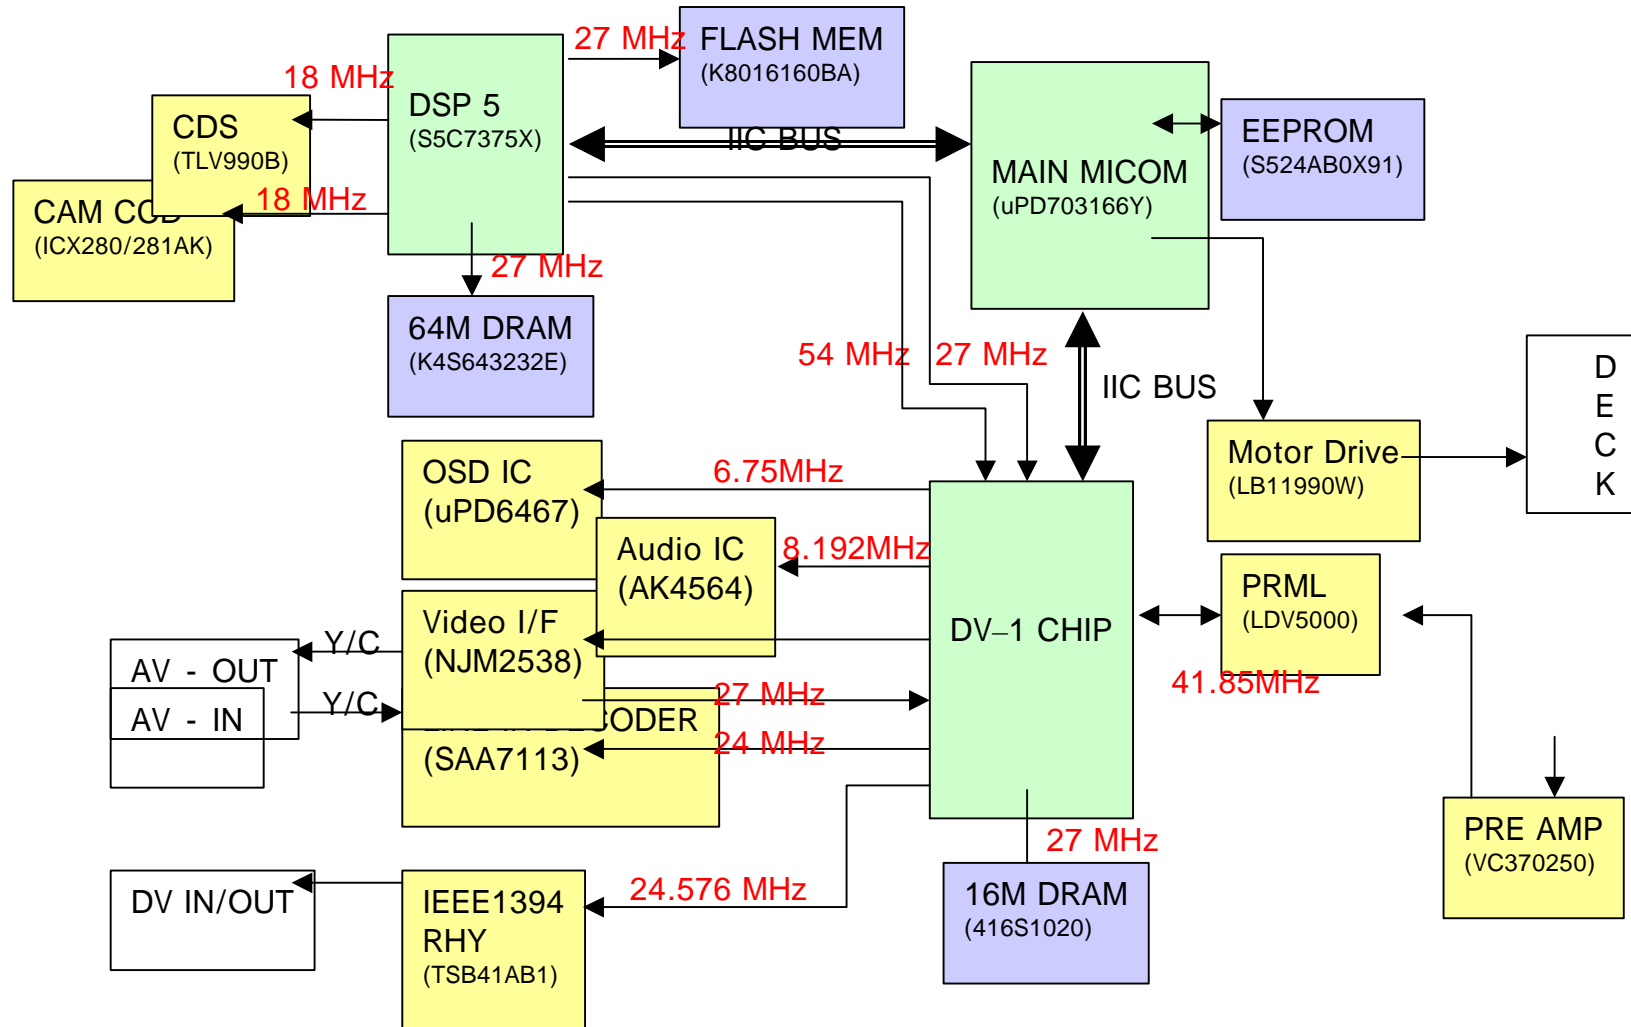 27 MHz
FLASH MEM
(K8016160BA)
18 MHz
DSP 5
(S5C7375X)
CDS
(TLV990B)
IIC BUS
MAIN MICOM
(uPD703166Y)
EEPROM
(S524AB0X91)
18 MHz
CAM CCD
(ICX280/281AK)
27 MHz
64M DRAM
(K4S643232E)
54 MHz
27 MHz
IIC BUS
D
E
C
K
Motor Drive
(LB11990W)
OSD IC
(uPD6467)
6.75MHz
Audio IC
(AK4564)
8.192MHz
DV–1 CHIP
PRML
(LDV5000)
41.85MHz
Video I/F
(NJM2538)
Y/C
AV - OUT
Y/C
AV - IN
27 MHz
DECODER
(SAA7113)
24 MHz
PRE AMP
(VC370250)
27 MHz
16M DRAM
(416S1020)
24.576 MHz
DV IN/OUT
IEEE1394
RHY
(TSB41AB1)